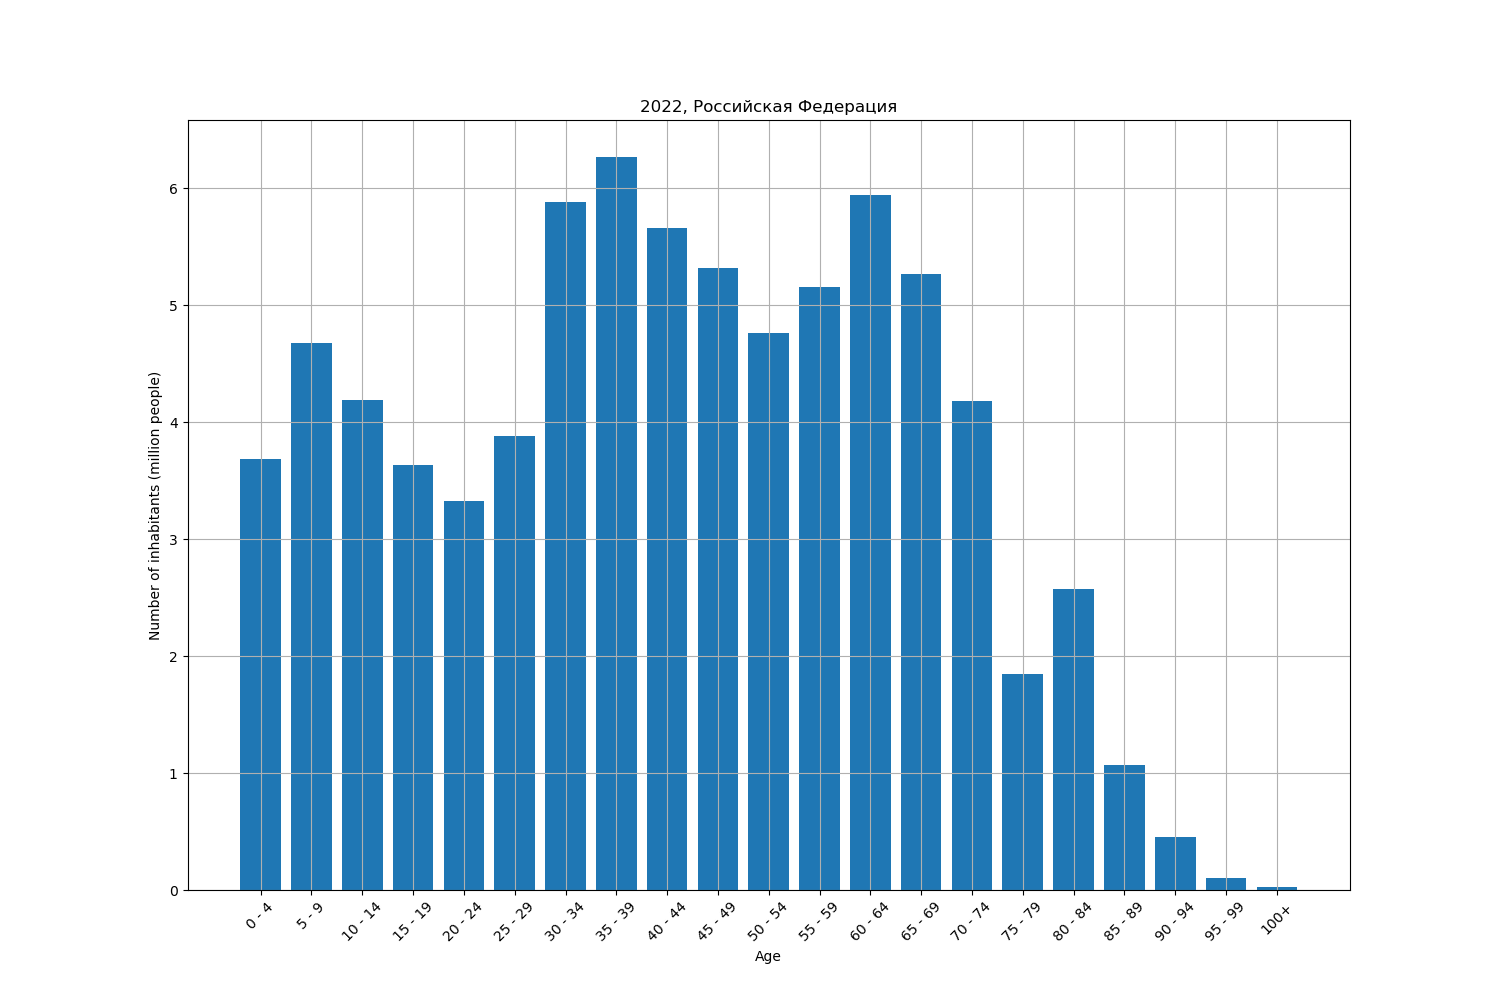 2022, Российская Федерация
Number of inhabitants (million people)
6
5
4
3
2
1
0
0 - 4
5 - 9
10 - 14
15 - 19
20 - 24
25 - 29
30 - 34
35 - 39
40 - 44
45 - 49
50 - 54
55 - 59
60 - 64
65 - 69
70 - 74
75 - 79
80 - 84
85 - 89
90 - 94
95 - 99
100+
Age